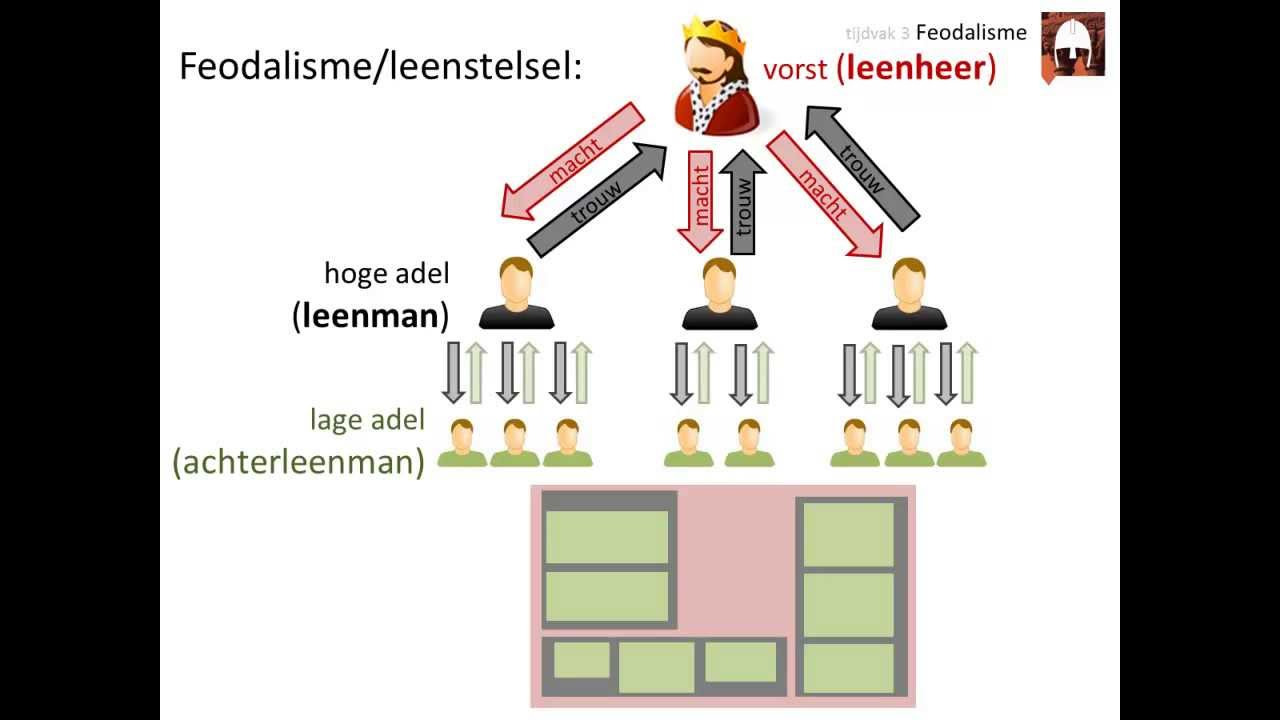 tijdvak 3 Feodalisme
Feodalisme/leenstelsel:
vorst (leenheer)
macht
trouw
macht
trouw
macht
trouw
hoge adel
(leenman)
lage adel
(achterleenman)